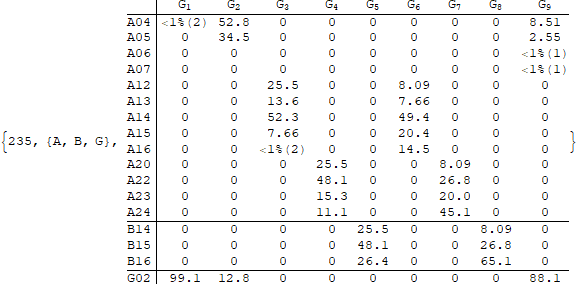 G₁ G₂ G₃ G₄ G₅ G₆ G₇ G₈ G₉
A04 <1%(2) 52.8 0 0 0 0 0 0 8.51
A05 0 34.5 0 0 0 0 0 0 2.55
A06 0 0 0 0 0 0 0 0 <1%(1)
A07 0 0 0 0 0 0 0 0 <1%(1)
A12 0 0 25.5 0 0 8.09 0 0 0
A13 0 0 13.6 0 0 7.66 0 0 0
A14 0 0 52.3 0 0 49.4 0 0 0
A15 0 0 7.66 0 0 20.4 0 0 0
{235, {A, B, G}, A16 0 0 <1%(2) 0 0 14.5 0 0 0 }
A20 0 0 0 25.5 0 0 8.09 0 0
A22 0 0 0 48.1 0 0 26.8 0 0
A23 0 0 0 15.3 0 0 20.0 0 0
A24 0 0 0 11.1 0 0 45.1 0 0
B14 0 0 0 0 25.5 0 0 8.09 0
B15 0 0 0 0 48.1 0 0 26.8 0
B16 0 0 0 0 26.4 0 0 65.1 0
G02 99.1 12.8 0 0 0 0 0 0 88.1